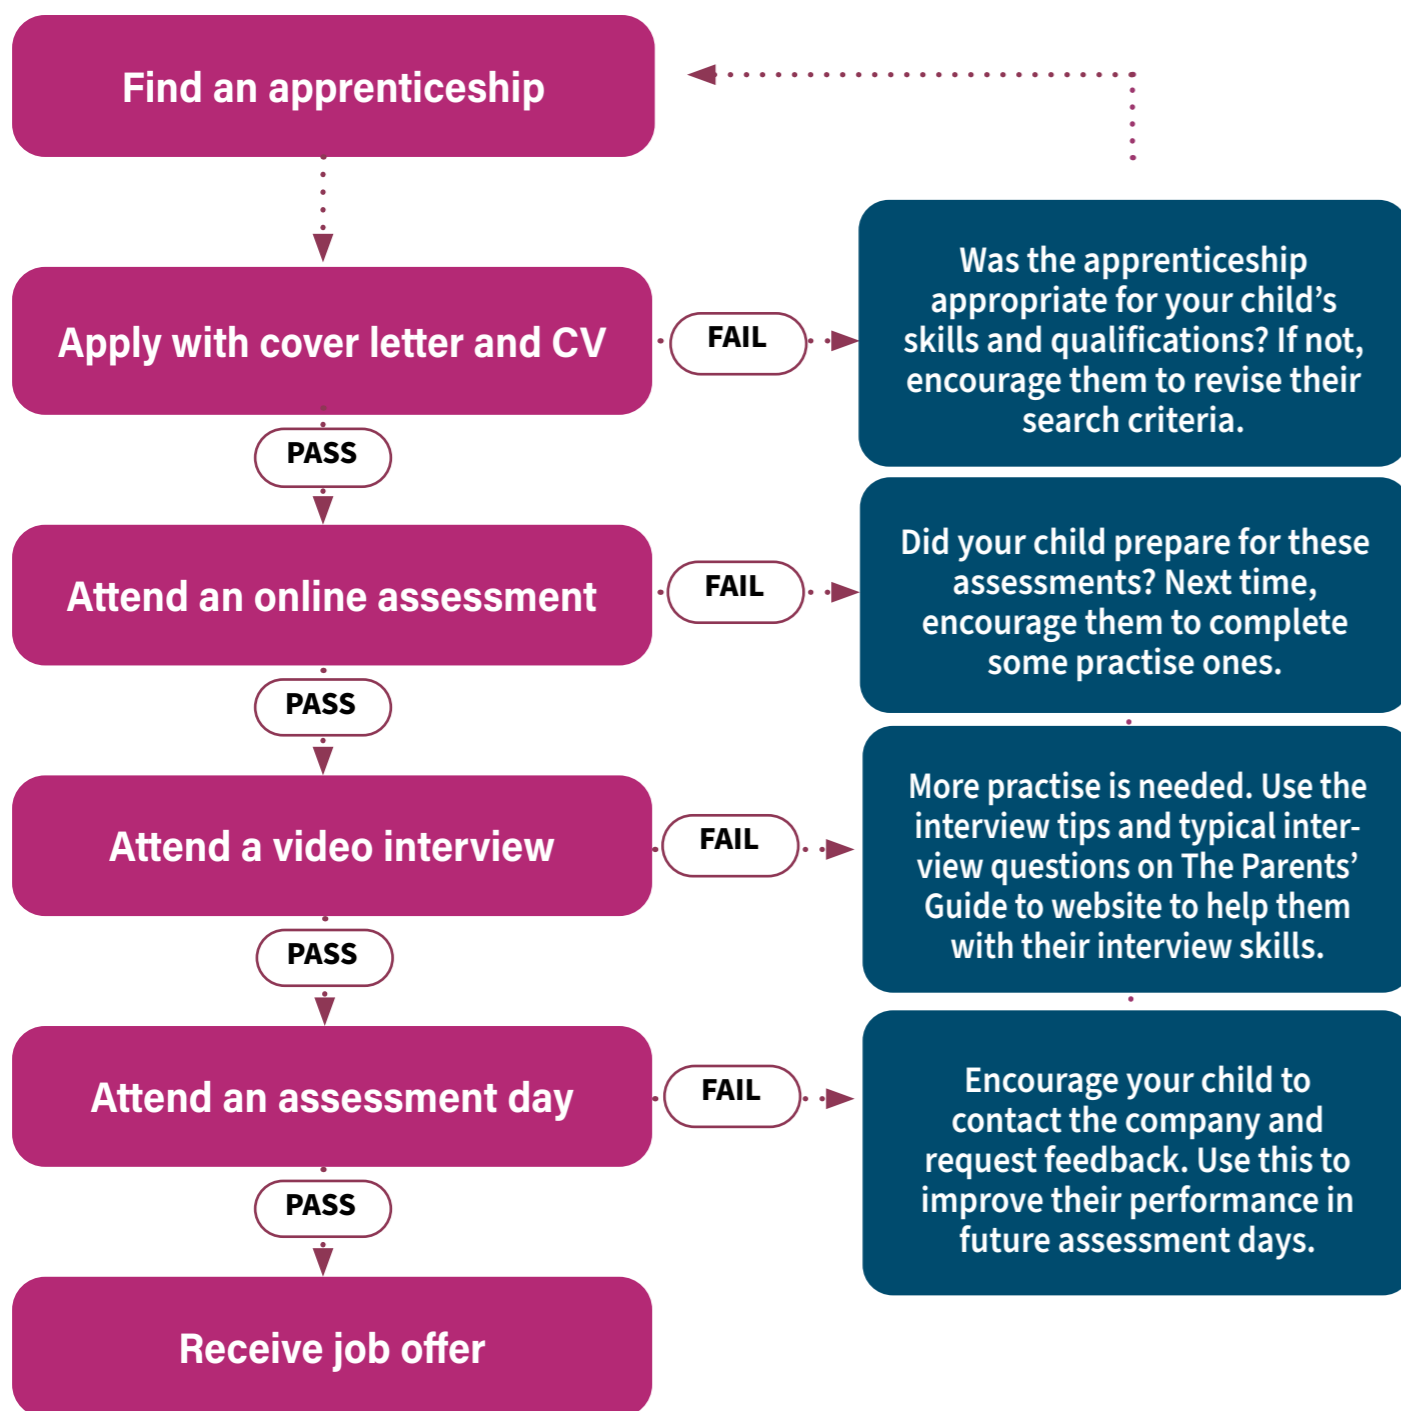 Find an apprenticeship
Apply with cover letter and CV
FAIL
Was the apprenticeship
appropriate for your child’s
skills and qualifications? If not,
encourage them to revise their
search criteria.
PASS
Attend an online assessment
FAIL
Did your child prepare for these
assessments? Next time,
encourage them to complete
some practise ones.
PASS
Attend a video interview
FAIL
More practise is needed. Use the
interview tips and typical inter-
view questions on The Parents’
Guide to website to help them
with their interview skills.
PASS
Attend an assessment day
FAIL
Encourage your child to
contact the company and
request feedback. Use this to
improve their performance in
future assessment days.
PASS
Receive job offer